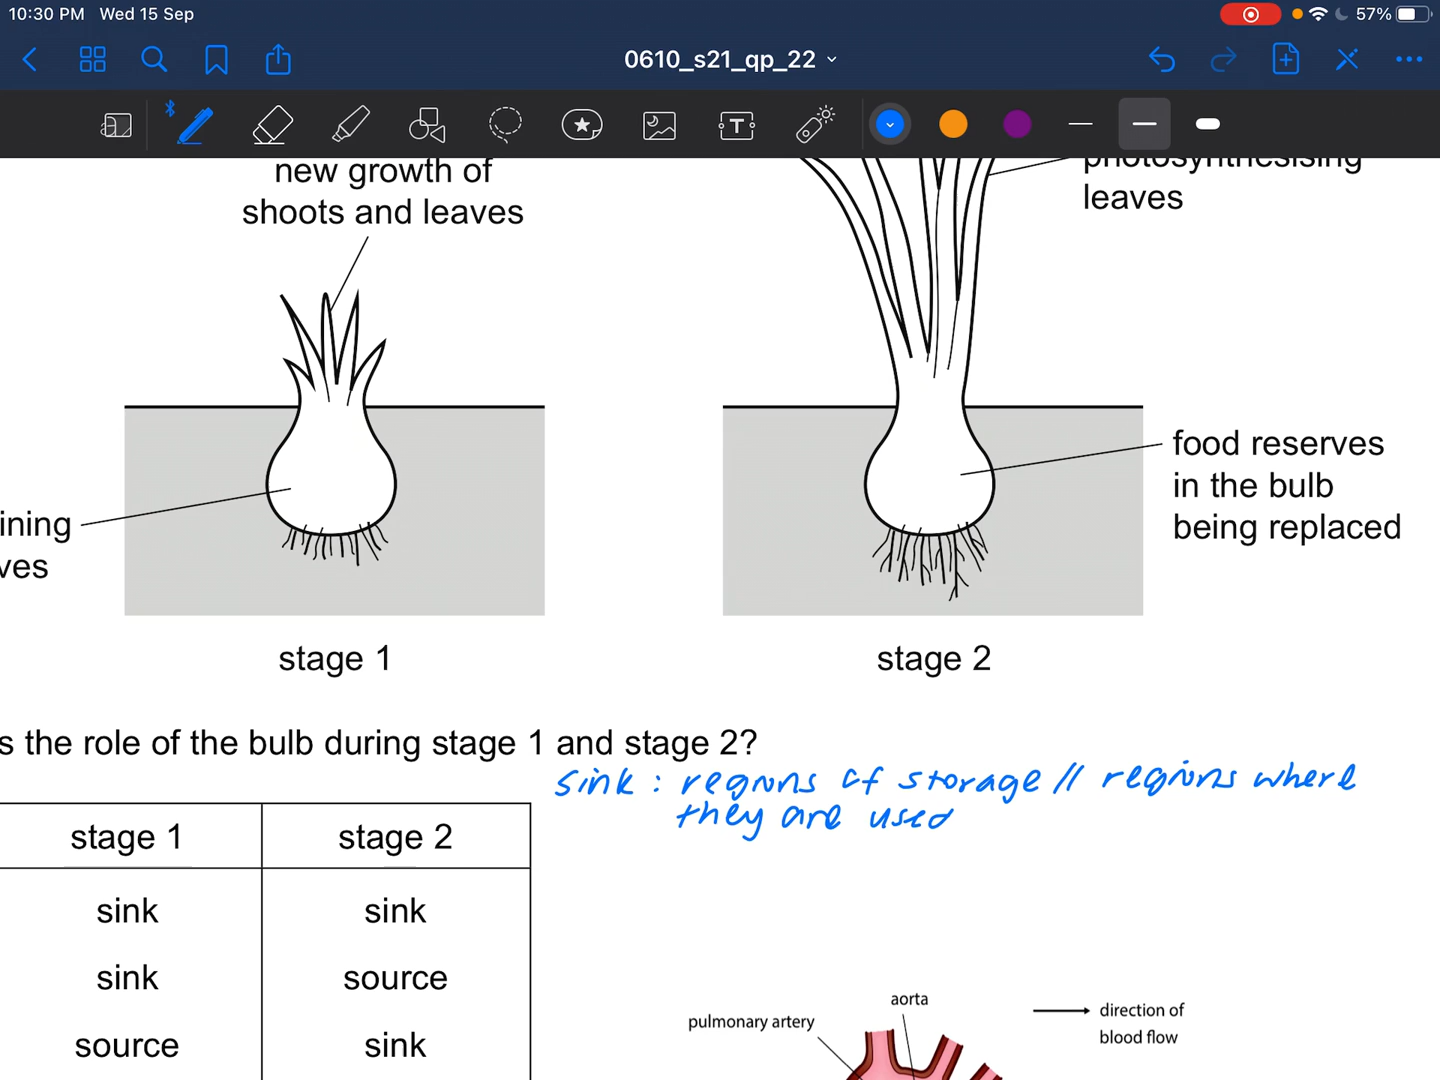 10:30 PM Wed 15 Sep
57%
0610_s21_qp_22
T
new growth of
shoots and leaves
photosynthesising
leaves
food reserves
in the bulb
being replaced
ining
ves
stage 1
stage 2
s the role of the bulb during stage 1 and stage 2?
sink : regions of storage // regions where
they are used
stage 1 stage 2
sink sink
sink source
source sink
aorta
pulmonary artery
direction of
blood flow